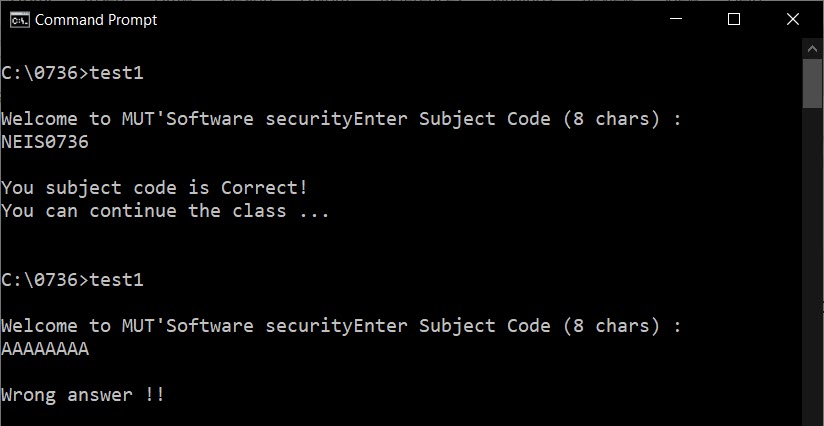 Command Prompt
C:\0736>test1
Welcome to MUT'Software securityEnter Subject Code (8 chars) :
NEIS0736
You subject code is Correct!
You can continue the class ...
C:\0736>test1
Welcome to MUT'Software securityEnter Subject Code (8 chars) :
AAAAAAAA
Wrong answer !!